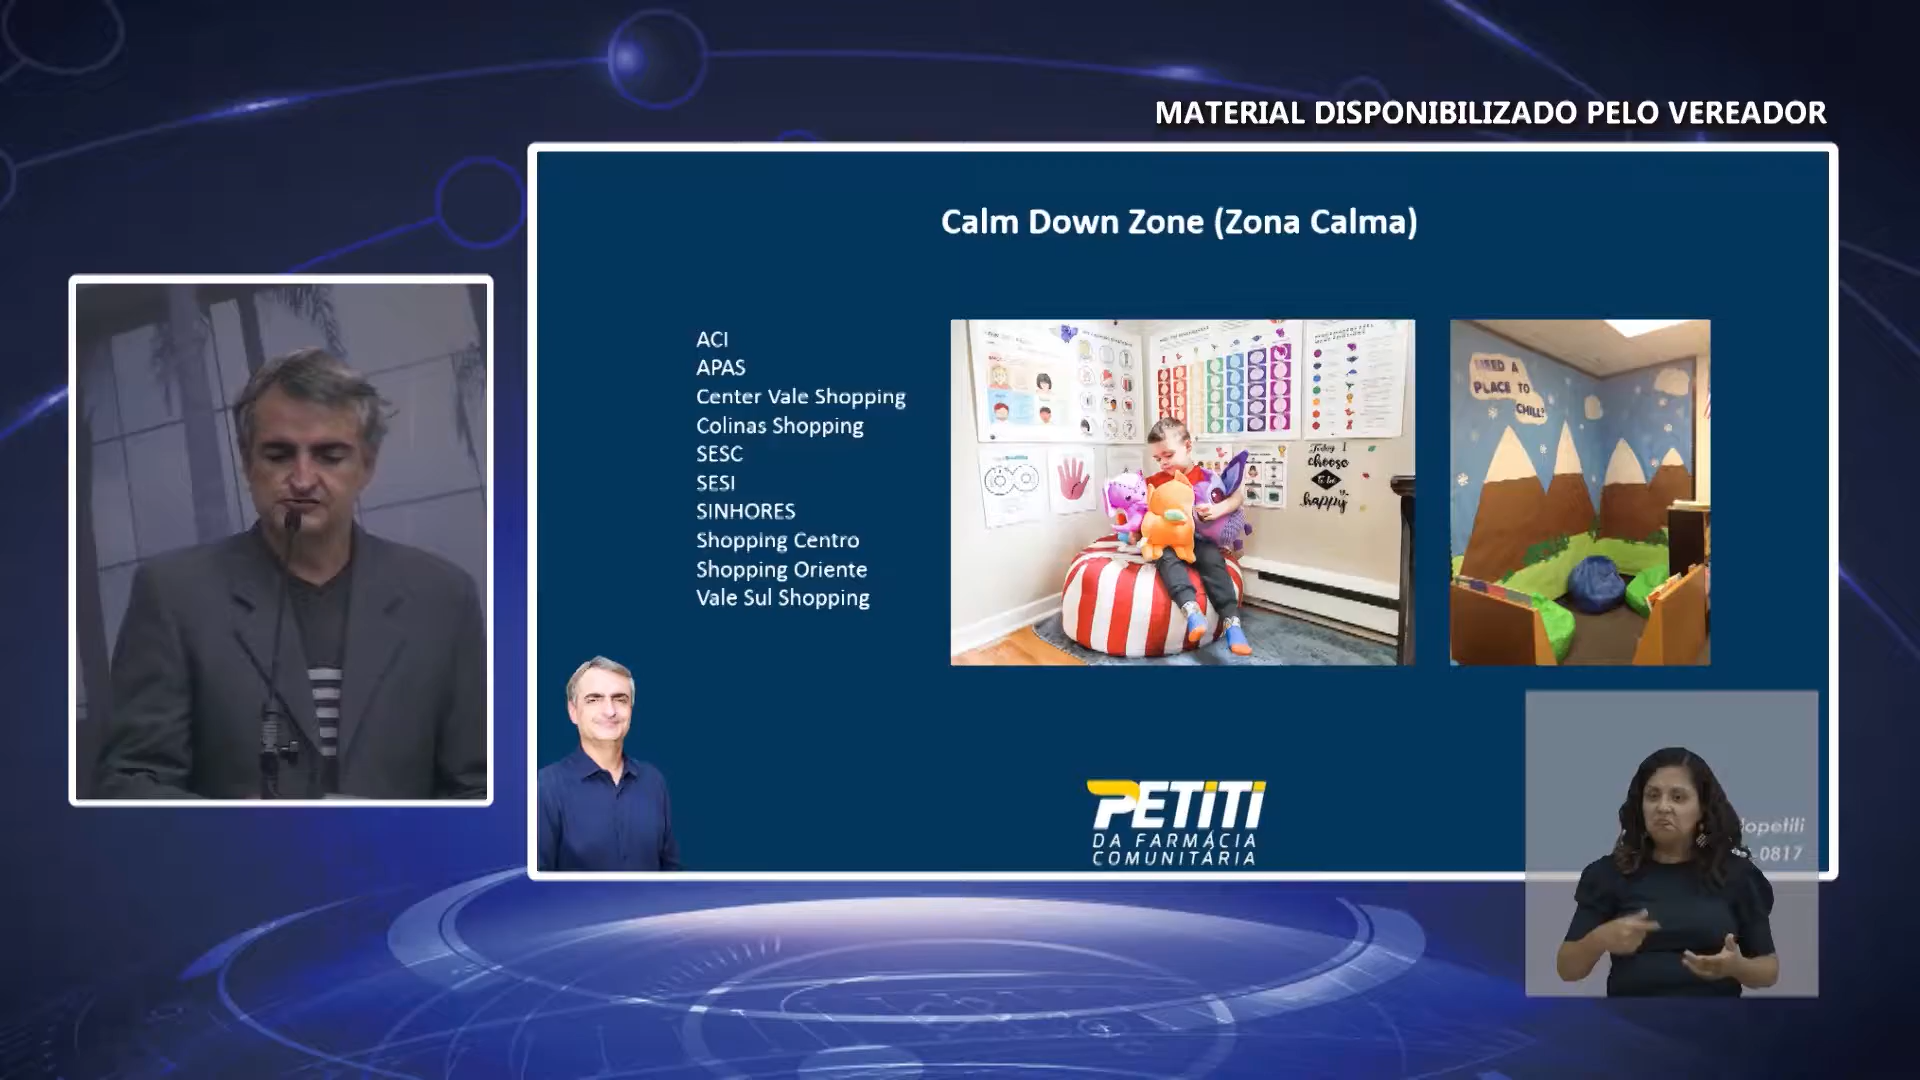 MATERIAL DISPONIBILIZADO PELO VEREADOR
Calm Down Zone (Zona Calma)
ACI
APAS
Center Vale Shopping
Colinas Shopping
SESC
SESI
SINHORES
Shopping Centro
Shopping Oriente
Vale Sul Shopping
Today I
choose
to be
happy
NEED A
PLACE TO
CHILL?
PETITI
DA FARMÁCIA
COMUNITÁRIA
dopetiti
-0817